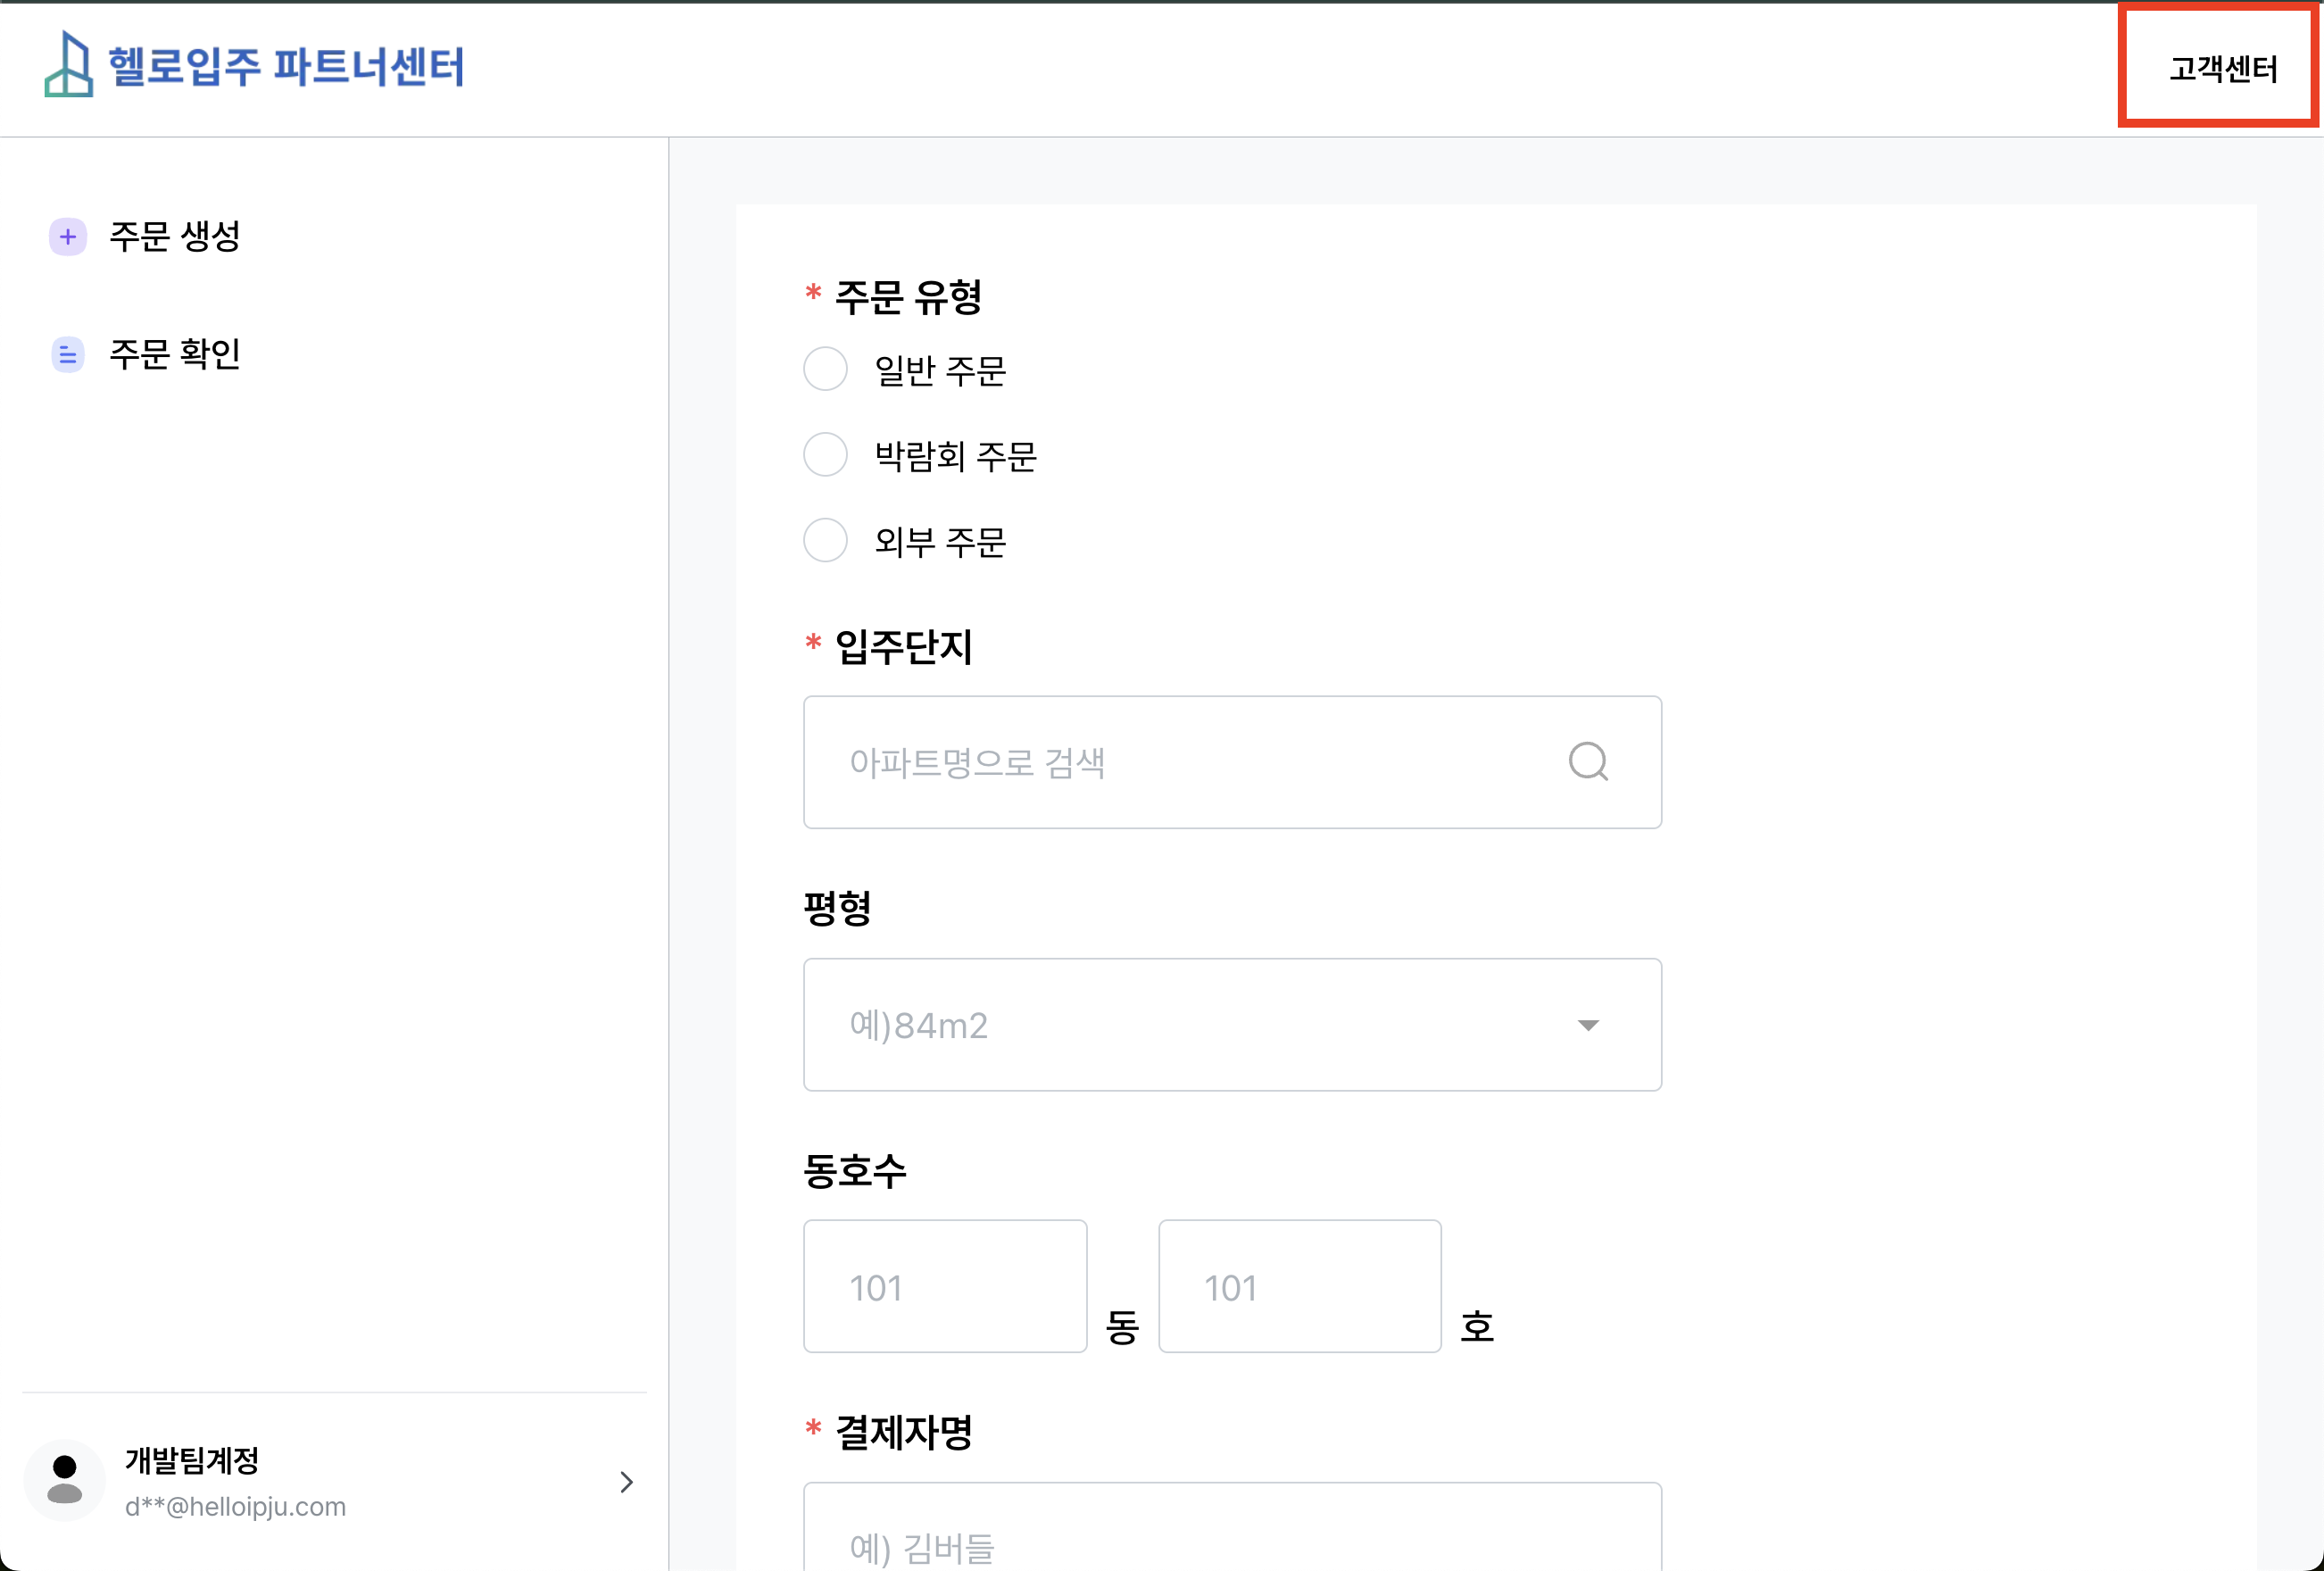 헬로입주 파트너센터
고객센터
주문 생성
주문 확인
* 주문 유형
일반 주문
박람회 주문
외부 주문
* 입주단지
아파트명으로 검색
평형
예)84m2
동호수
101 동 101 호
* 결제자명
예) 김버들
개발팀계정
d**@helloipju.com